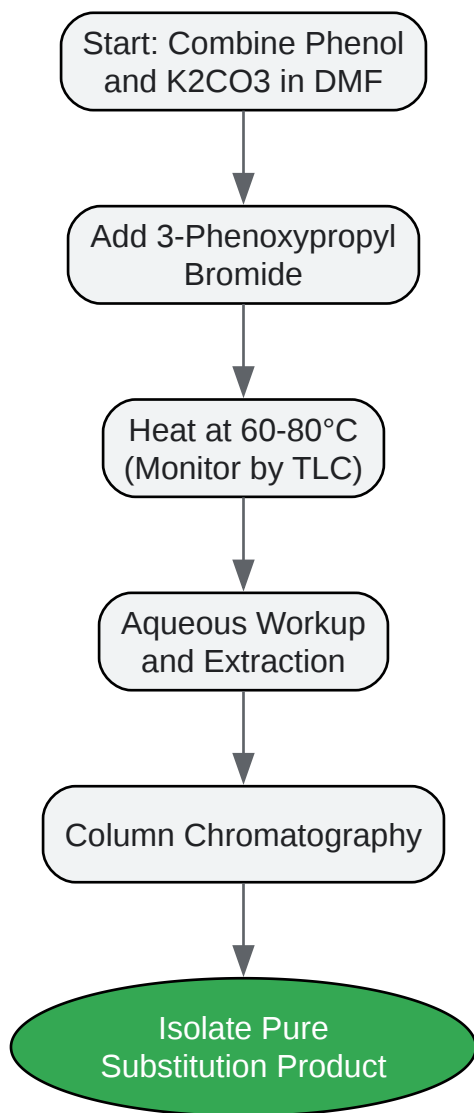 Start: Combine Phenol
and K2CO3 in DMF
Add 3-Phenoxypropyl
Bromide
Heat at 60-80°C
(Monitor by TLC)
Aqueous Workup
and Extraction
Column Chromatography
Isolate Pure
Substitution Product